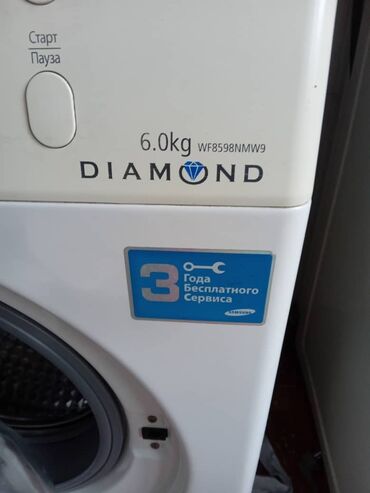 Старт
Пауза
6.0kg WF8598NMW9
DIAMOND
3 Года
Бесплатного
Сервиса
SAMSUNG